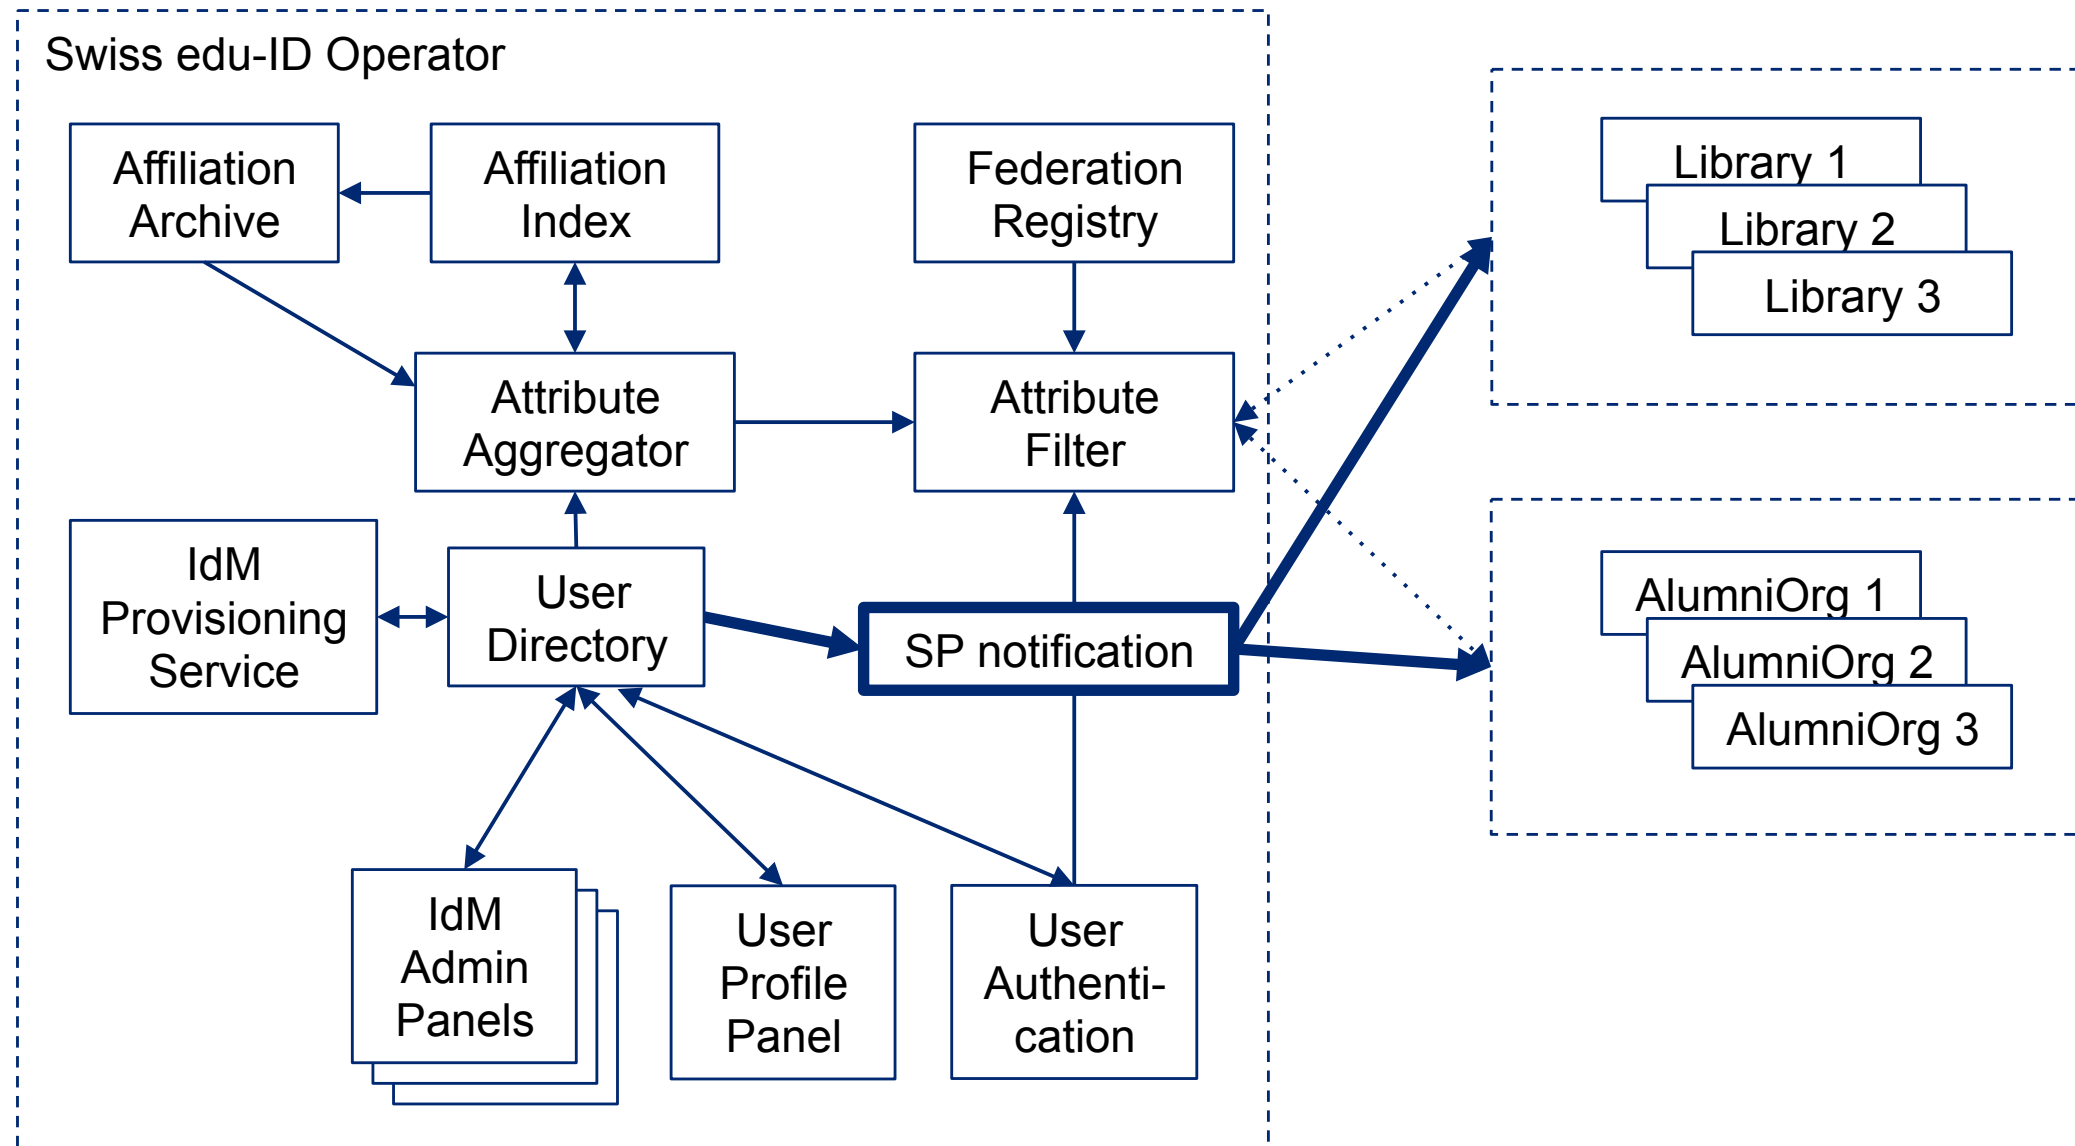 Swiss edu-ID Operator
Affiliation
Archive
Affiliation
Index
Federation
Registry
Library 1
Library 2
Library 3
Attribute
Aggregator
Attribute
Filter
IdM
Provisioning
Service
User
Directory
SP notification
AlumniOrg 1
AlumniOrg 2
AlumniOrg 3
IdM
Admin
Panels
User
Profile
Panel
User
Authenti-
cation